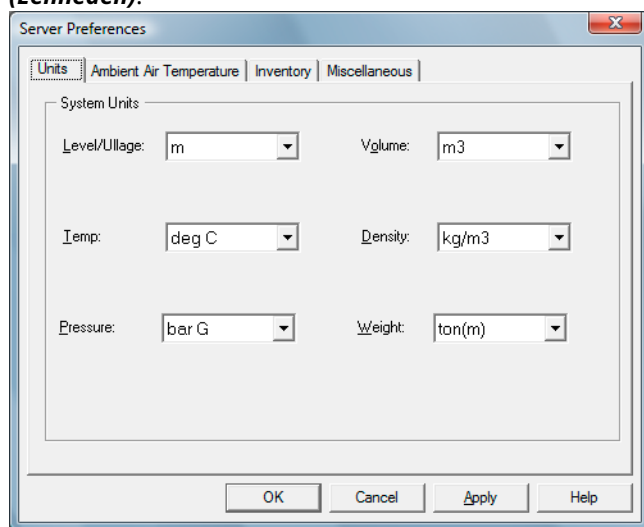 (Einheiten):
Server Preferences
Units Ambient Air Temperature Inventory Miscellaneous
System Units
Level/Ullage: m Volume: m3
Temp: deg C Density: kg/m3
Pressure: bar G Weight: ton(m)
OK Cancel Apply Help